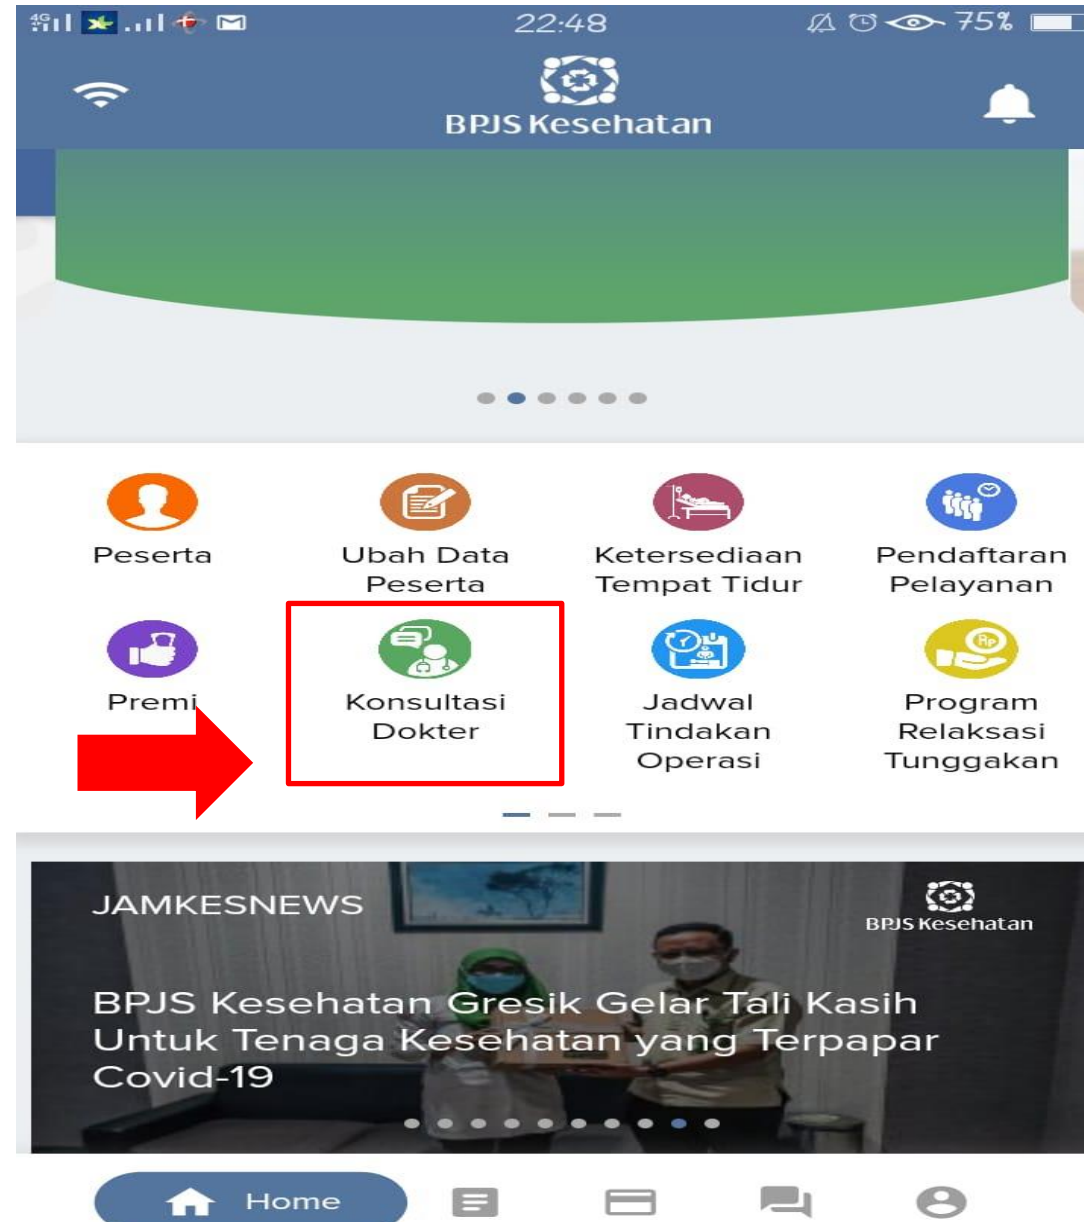 4G
22:48
75%
BPJS Kesehatan
Peserta
Ubah Data
Peserta
Ketersediaan
Tempat Tidur
Pendaftaran
Pelayanan
Premi
Konsultasi
Dokter
Jadwal
Tindakan
Operasi
Rp
Program
Relaksasi
Tunggakan
JAMKESNEWS
BPJS Kesehatan
BPJS Kesehatan Gresik Gelar Tali Kasih
Untuk Tenaga Kesehatan yang Terpapar
Covid-19
Home